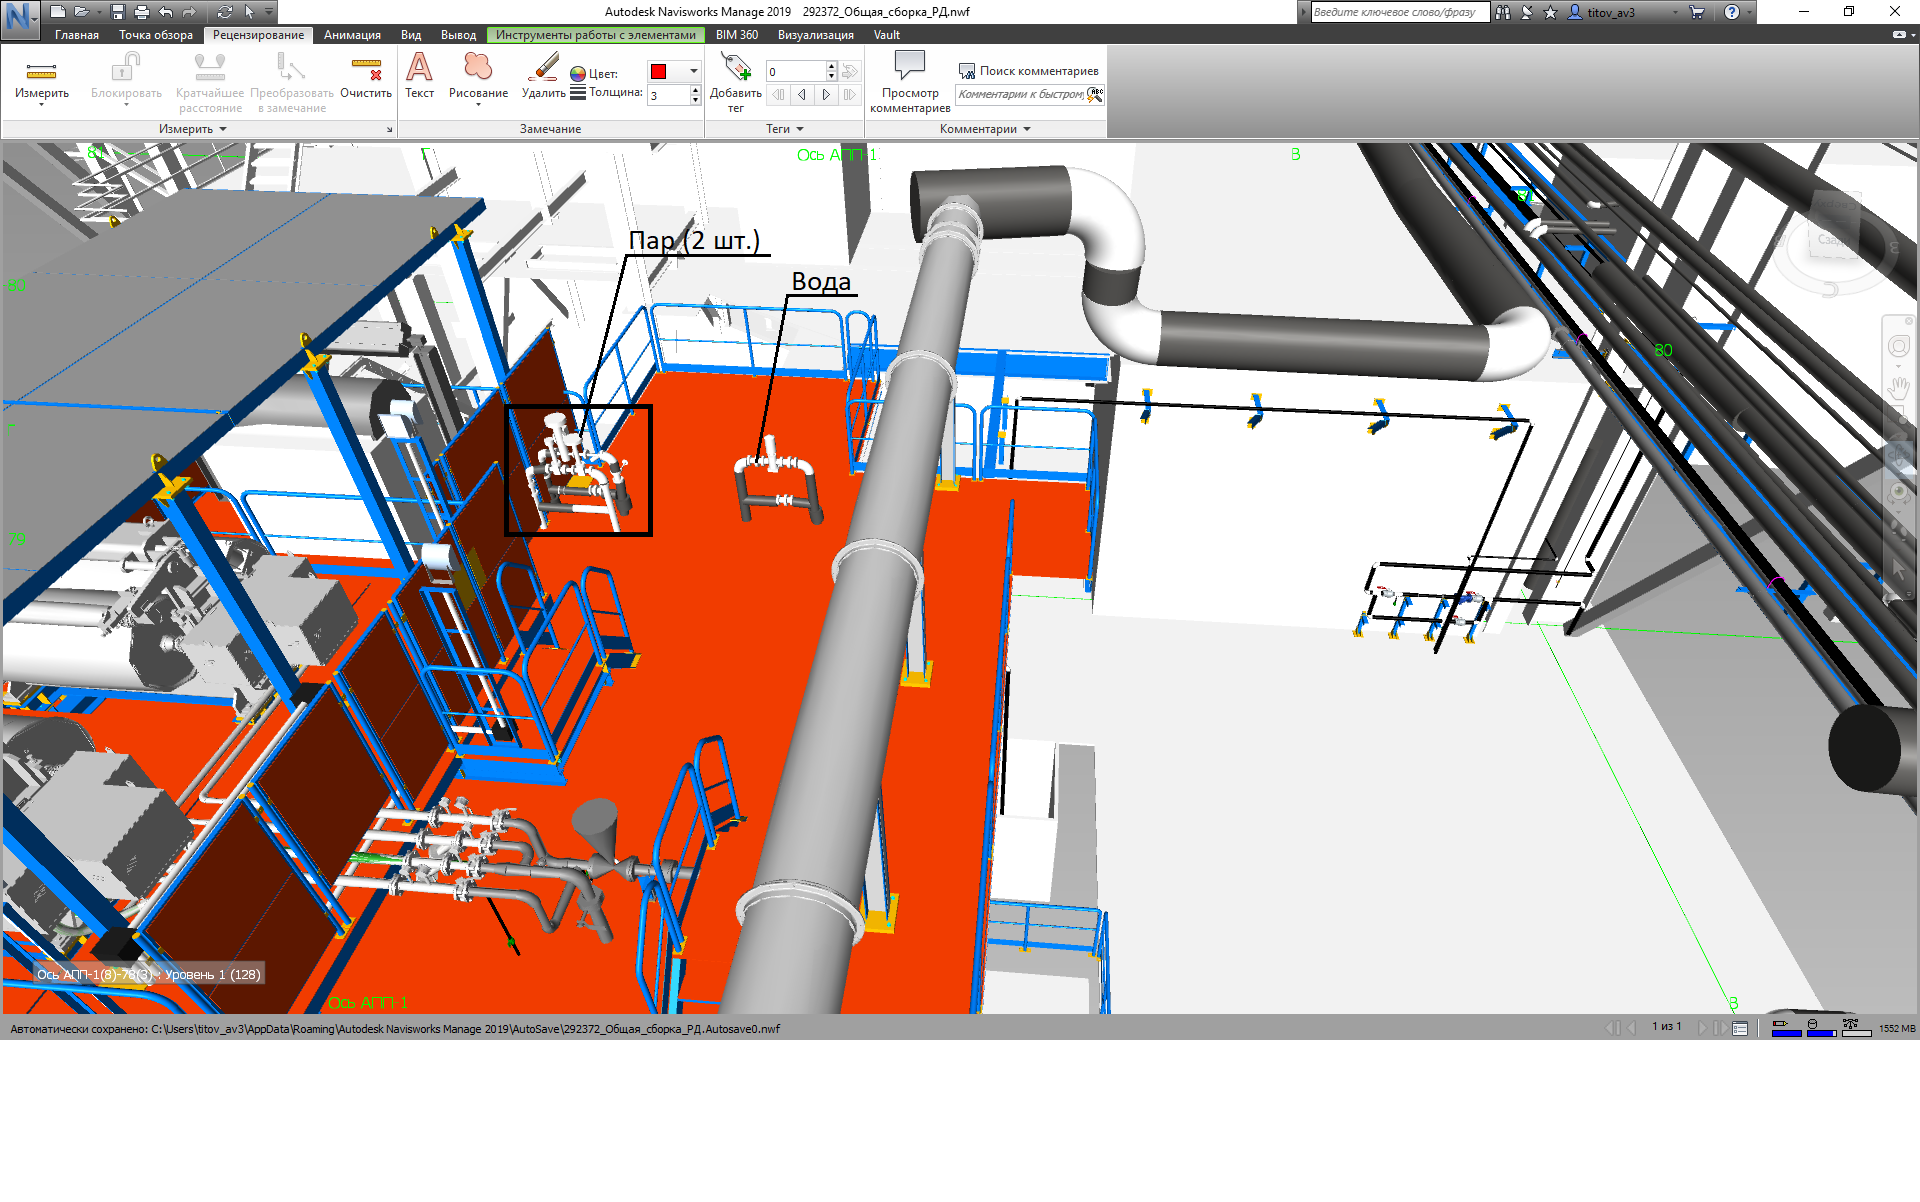 Autodesk Navisworks Manage 2019 292372_Общая_сборка_РД.nwf
Введите ключевое слово/фразу
titov_av3
Главная Точка обзора Рецензирование Анимация Вид Вывод Инструменты работы с элементами BIM 360 Визуализация Vault
Измерить
Блокировать
Кратчайшее расстояние
Преобразовать в замечание
Очистить
Текст
Рисование
Удалить
Цвет:
Толщина: 3
Добавить тег
0
Просмотр комментариев
Поиск комментариев
Комментарии к быстром
Измерить
Замечание
Теги
Комментарии
Ось АПП-1
В
Пар (2 шт.)
Вода
80
Ось АПП-1(8)-78(3) : Уровень 1 (128)
Ось АПП-1
В
Автоматически сохранено: C:\Users\titov_av3\AppData\Roaming\Autodesk Navisworks Manage 2019\AutoSave\292372_Общая_сборка_РД.Autosave0.nwf
1 из 1
1552 MB